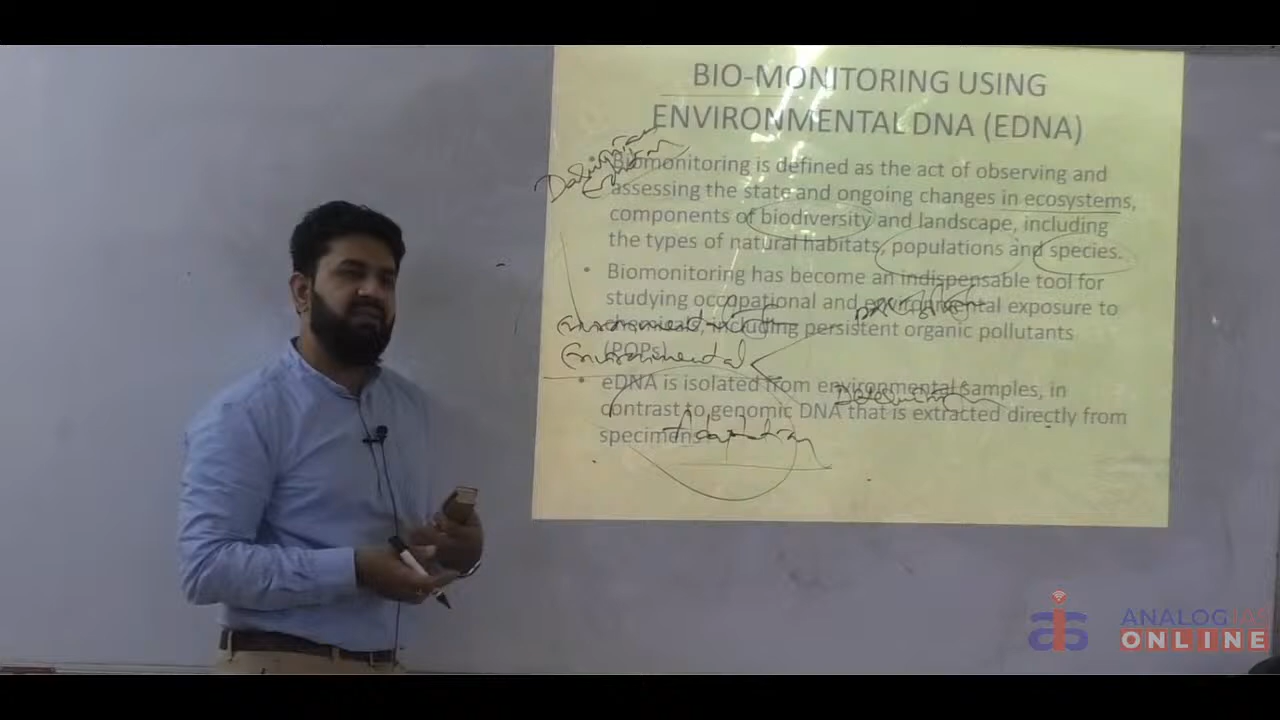 BIO-MONITORING USING
ENVIRONMENTAL DNA (EDNA)
• Biomonitoring is defined as the act of observing and
assessing the state and ongoing changes in ecosystems,
components of biodiversity and landscape, including
the types of natural habitats, populations and species.
• Biomonitoring has become an indispensable tool for
studying occupational and environmental exposure to
chemicals, including persistent organic pollutants
(POPs)
Environmental
• eDNA is isolated from environmental samples, in
contrast to genomic DNA that is extracted directly from
specimens
Adaptation
ANALOG IAS
ONLINE